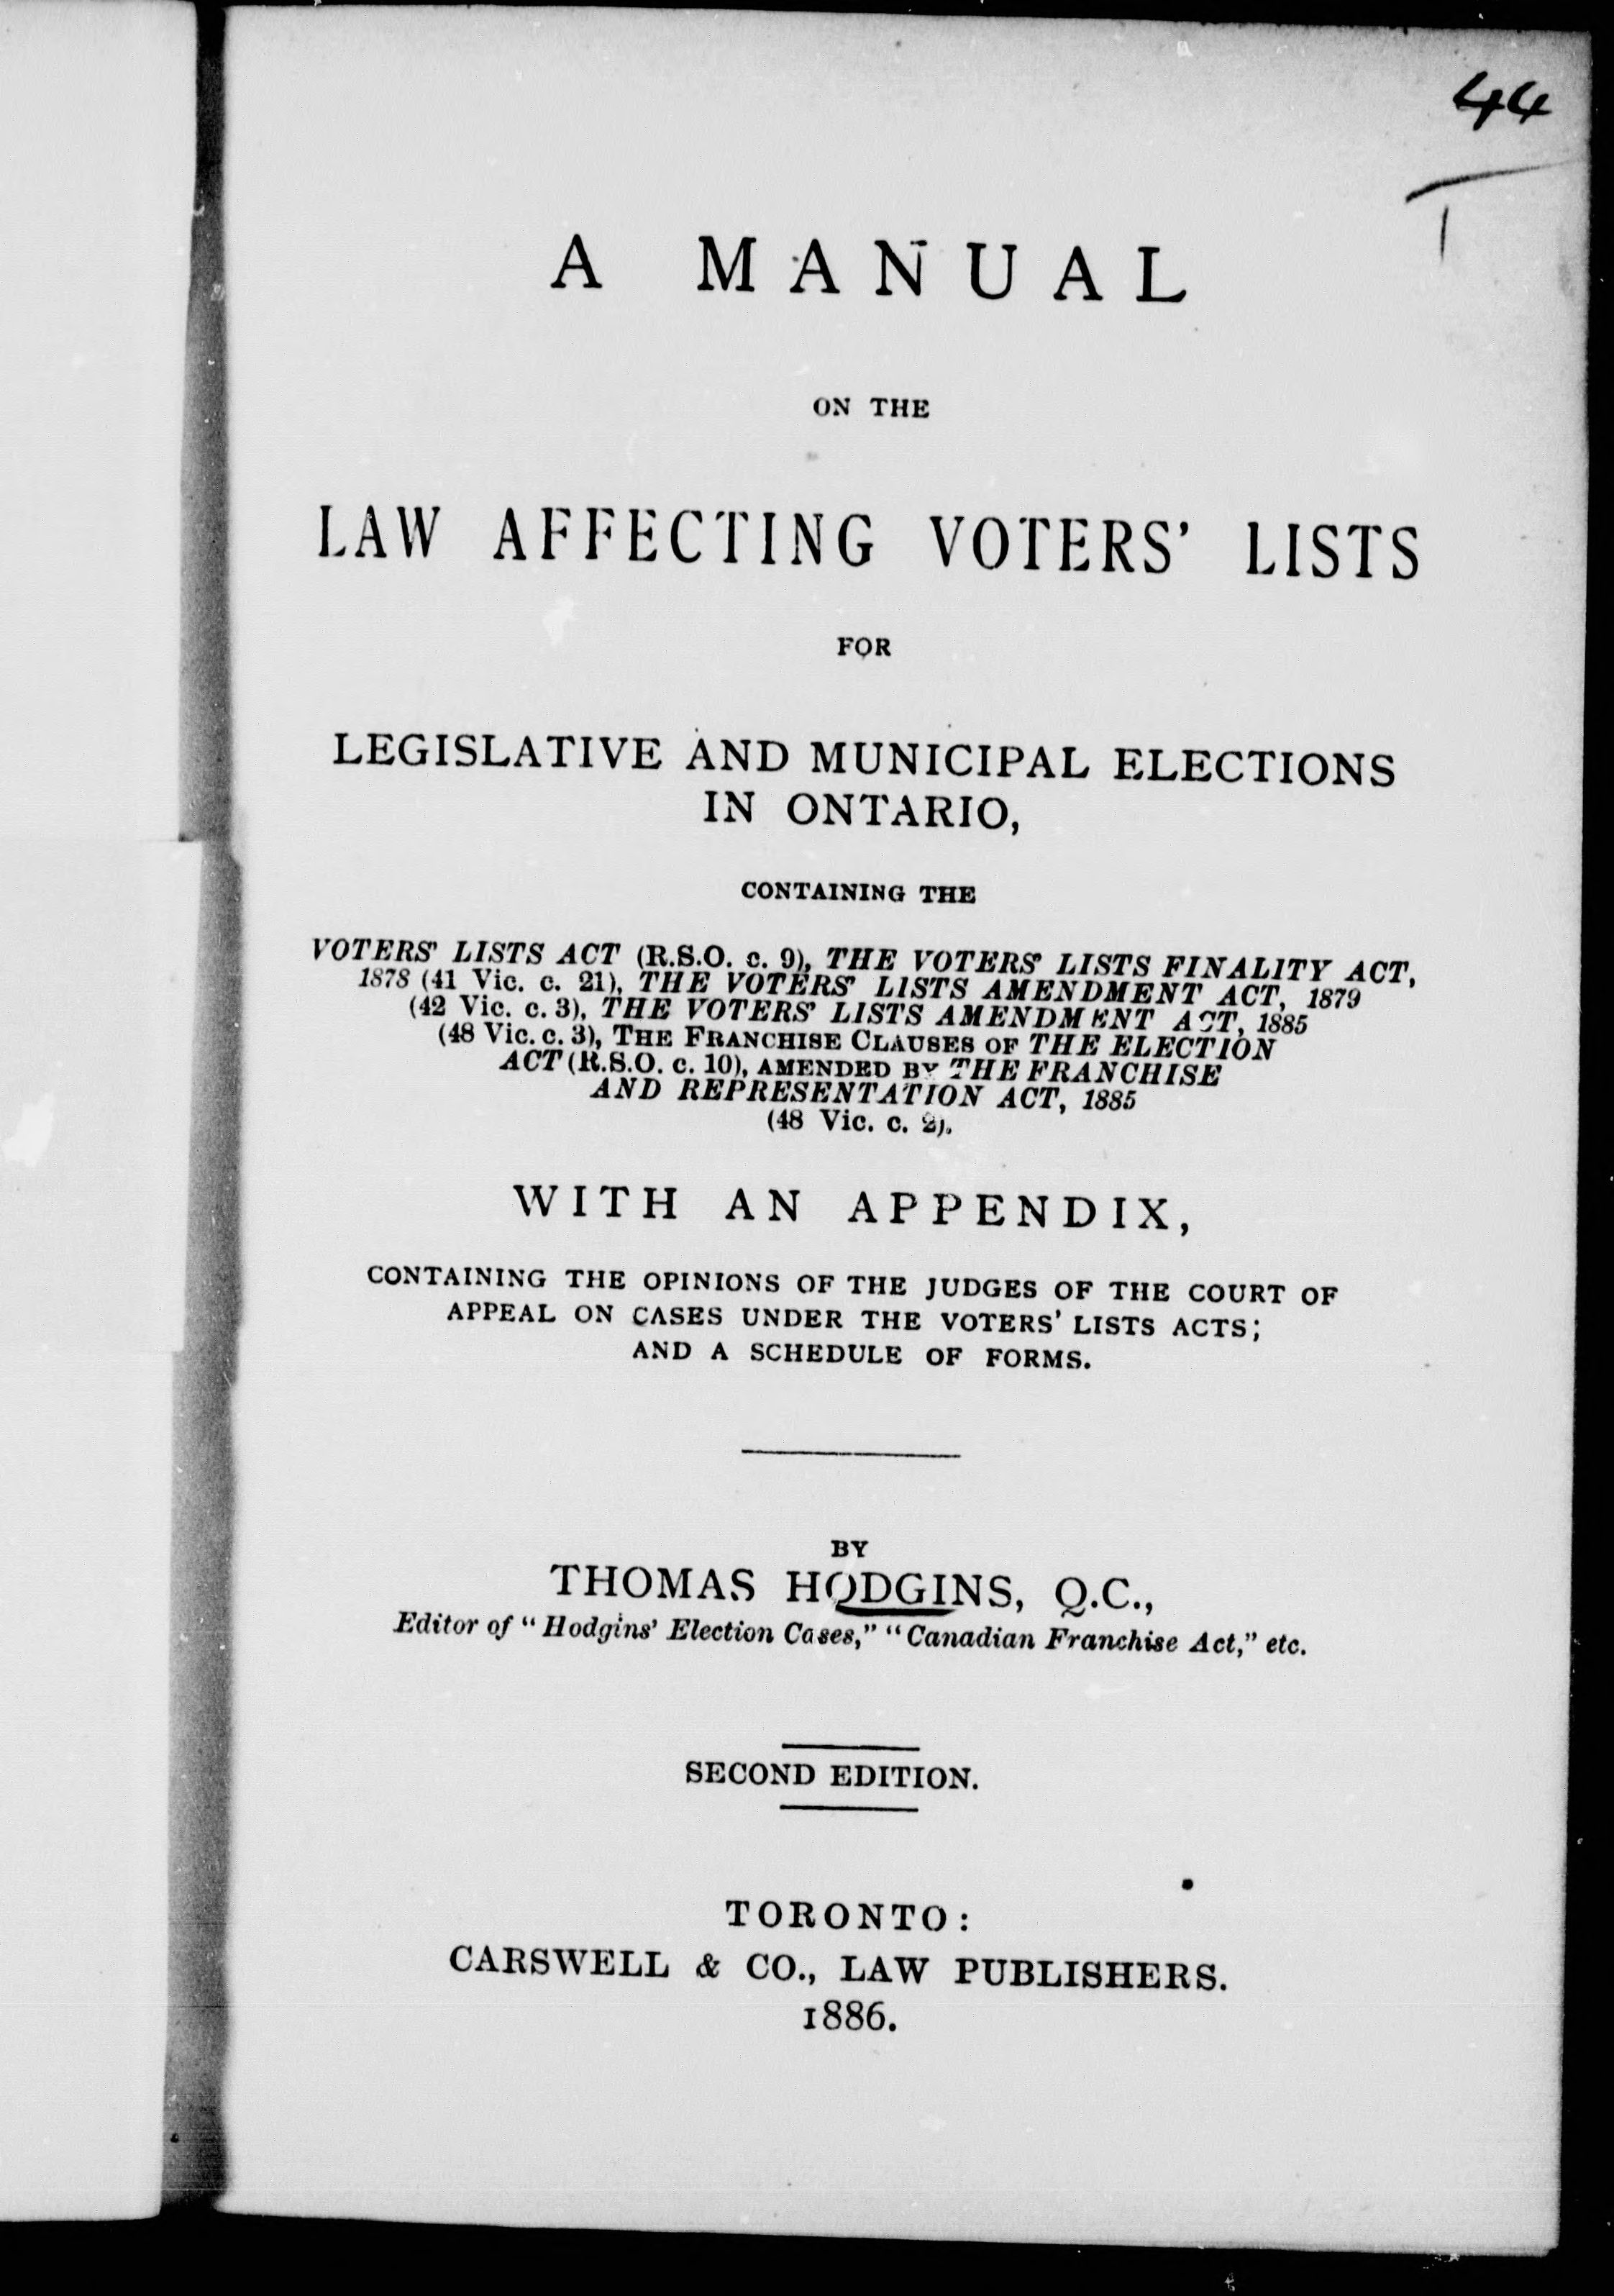 44
A MANUAL
ON THE
LAW AFFECTING VOTERS' LISTS
FOR
LEGISLATIVE AND MUNICIPAL ELECTIONS
IN ONTARIO,
CONTAINING THE
VOTERS' LISTS ACT (R.S.O. c. 9), THE VOTERS' LISTS FINALITY ACT,
1878 (41 Vic. c. 21), THE VOTERS' LISTS AMENDMENT ACT, 1879
(42 Vic. c. 3), THE VOTERS' LISTS AMENDMENT ACT, 1885
(48 Vic. c. 3), THE FRANCHISE CLAUSES OF THE ELECTION
ACT (R.S.O. c. 10), AMENDED BY THE FRANCHISE
AND REPRESENTATION ACT, 1885
(48 Vic. c. 2).
WITH AN APPENDIX,
CONTAINING THE OPINIONS OF THE JUDGES OF THE COURT OF
APPEAL ON CASES UNDER THE VOTERS' LISTS ACTS;
AND A SCHEDULE OF FORMS.
BY
THOMAS HODGINS, Q.C.,
Editor of "Hodgins' Election Cases," "Canadian Franchise Act," etc.
SECOND EDITION.
TORONTO:
CARSWELL & CO., LAW PUBLISHERS.
1886.